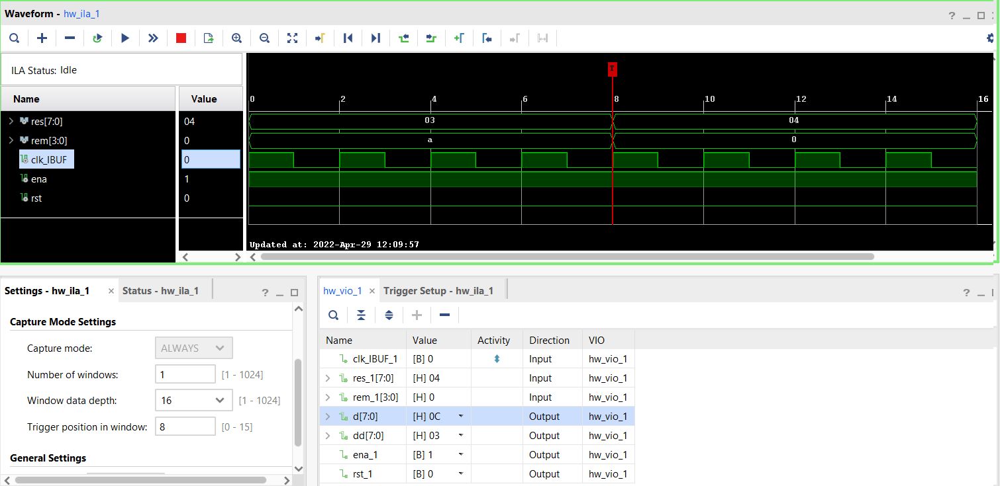 Waveform - hw_ila_1
?
ILA Status: Idle
Name Value
0 2 4 6 8 10 12 14 16
T
res[7:0] 04 03 04
rem[3:0] 0 a 0
clk_IBUF 0
ena 1
rst 0
Updated at: 2022-Apr-29 12:09:57
Settings - hw_ila_1 × Status - hw_ila_1 ?
Capture Mode Settings
Capture mode: ALWAYS
Number of windows: 1 [1 - 1024]
Window data depth: 16 [1 - 1024]
Trigger position in window: 8 [0 - 15]
General Settings
hw_vio_1 × Trigger Setup - hw_ila_1 ?
Name Value Activity Direction VIO
clk_IBUF_1 [B] 0 Input hw_vio_1
res_1[7:0] [H] 04 Input hw_vio_1
rem_1[3:0] [H] 0 Input hw_vio_1
d[7:0] [H] 0C Output hw_vio_1
dd[7:0] [H] 03 Output hw_vio_1
ena_1 [B] 1 Output hw_vio_1
rst_1 [B] 0 Output hw_vio_1